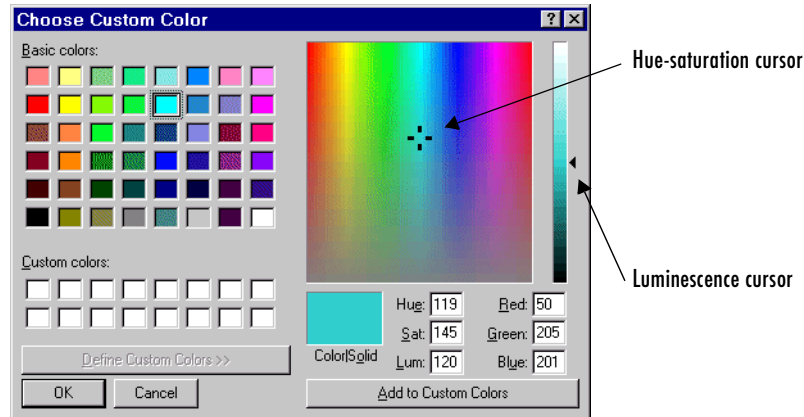 Choose Custom Color
Basic colors:
Custom colors:
Define Custom Colors >>
OK Cancel
Hue: 119 Red: 50
Sat: 145 Green: 205
Color|Solid Lum: 120 Blue: 201
Add to Custom Colors
Hue-saturation cursor
Luminescence cursor